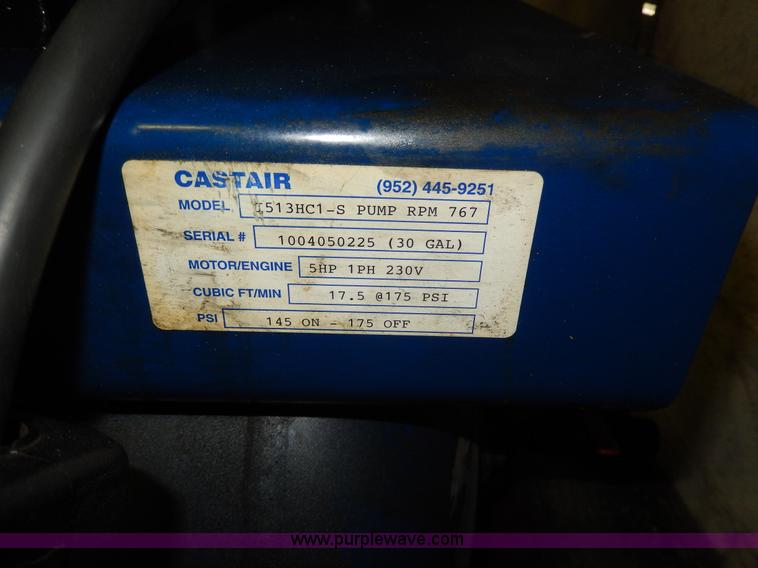 CASTAIR (952) 445-9251
MODEL I513HC1-S PUMP RPM 767
SERIAL # 1004050225 (30 GAL)
MOTOR/ENGINE 5HP 1PH 230V
CUBIC FT/MIN 17.5 @175 PSI
PSI 145 ON - 175 OFF
www.purplewave.com